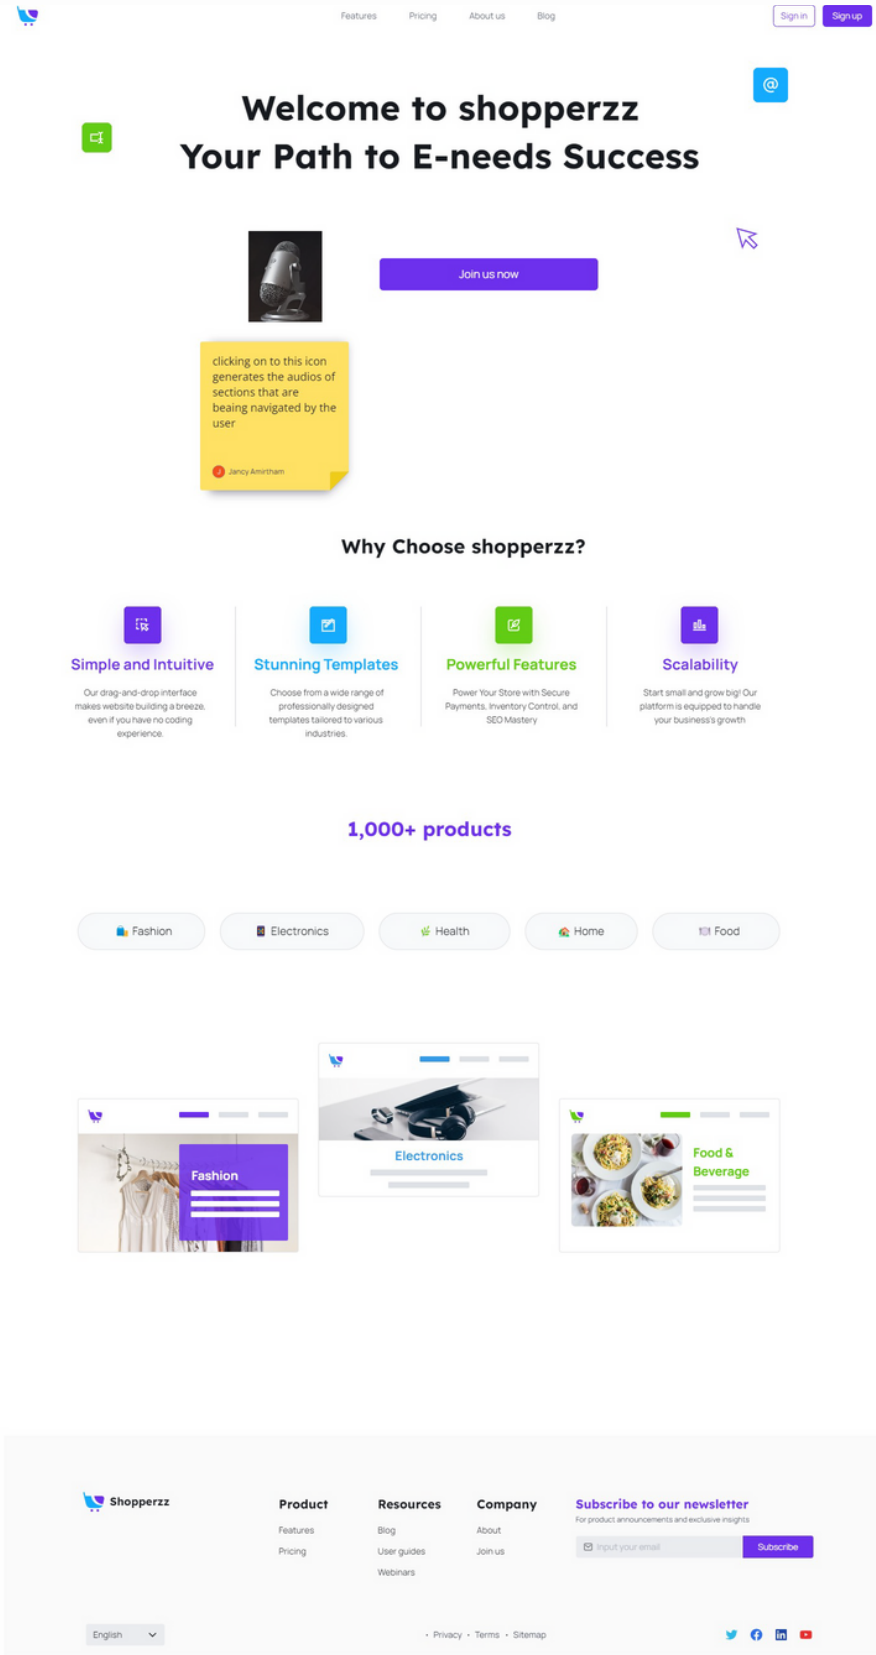 Features Pricing About us Blog Sign in Sign up
@
Welcome to shopperzz
Your Path to E-needs Success
Join us now
clicking on to this icon
generates the audios of
sections that are
beaing navigated by the
user
J Jancy Amirtham
Why Choose shopperzz?
Simple and Intuitive
Our drag-and-drop interface
makes website building a breeze,
even if you have no coding
experience.
Stunning Templates
Choose from a wide range of
professionally designed
templates tailored to various
industries.
Powerful Features
Power Your Store with Secure
Payments, Inventory Control, and
SEO Mastery
Scalability
Start small and grow big! Our
platform is equipped to handle
your business's growth
1,000+ products
Fashion Electronics Health Home Food
Fashion
Electronics
Food &
Beverage
Shopperzz
Product
Features
Pricing
Resources
Blog
User guides
Webinars
Company
About
Join us
Subscribe to our newsletter
For product announcements and exclusive insights
Input your email Subscribe
English
• Privacy • Terms • Sitemap